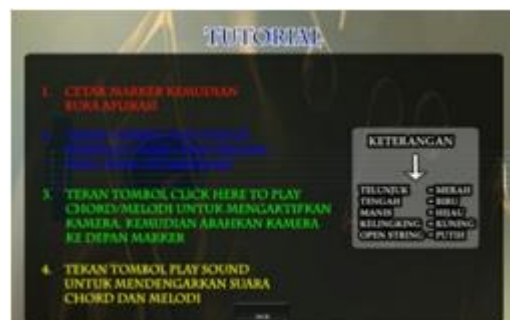 TUTORIAL
1. CETAK MARKER KEMUDIAN
BUKA APLIKASI
3. TEKAN TOMBOL CLICK HERE TO PLAY
CHORD/MELODI UNTUK MENGAKTIFKAN
KAMERA. KEMUDIAN ARAHKAN KAMERA
KE DEPAN MARKER
4. TEKAN TOMBOL PLAY SOUND
UNTUK MENDENGARKAN SUARA
CHORD DAN MELODI
KETERANGAN
TELUNJUK = MERAH
TENGAH = BIRU
MANIS = HIJAU
KELINGKING = KUNING
OPEN STRING = PUTIH